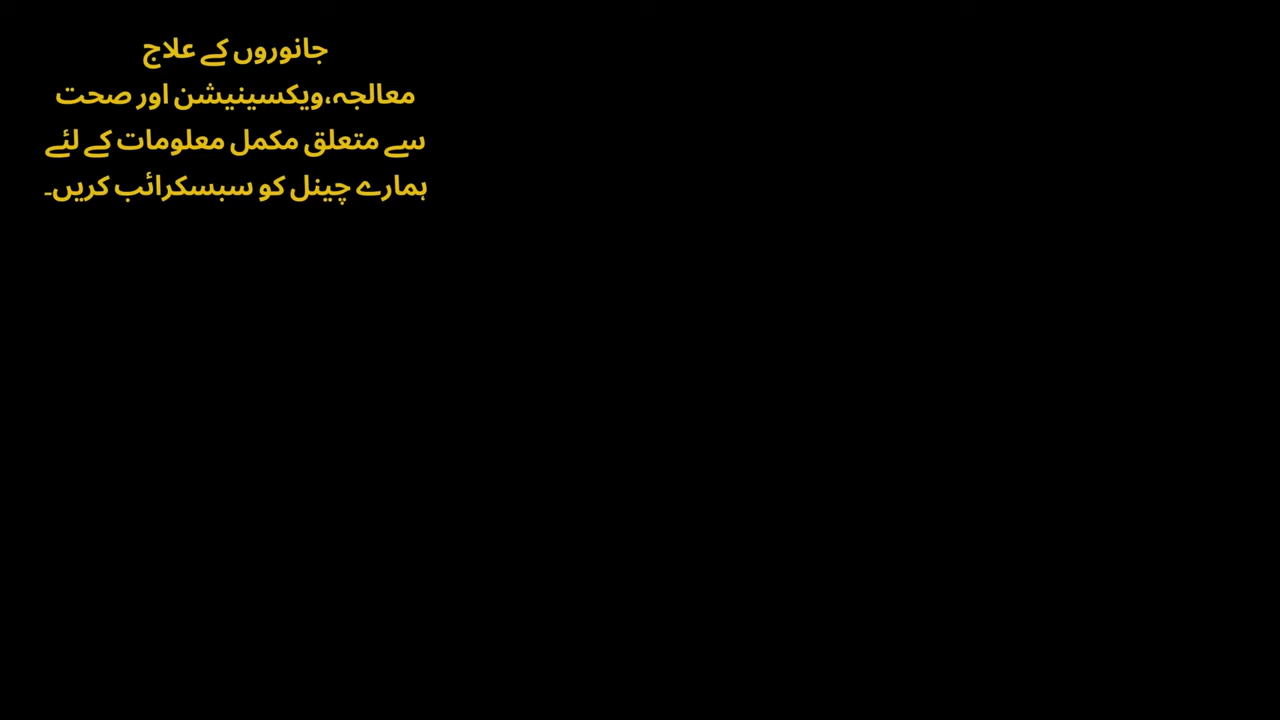 جانوروں کے علاج
معالجہ،ویکسینیشن اور صحت
سے متعلق مکمل معلومات کے لئے
ہمارے چینل کو سبسکرائب کریں۔